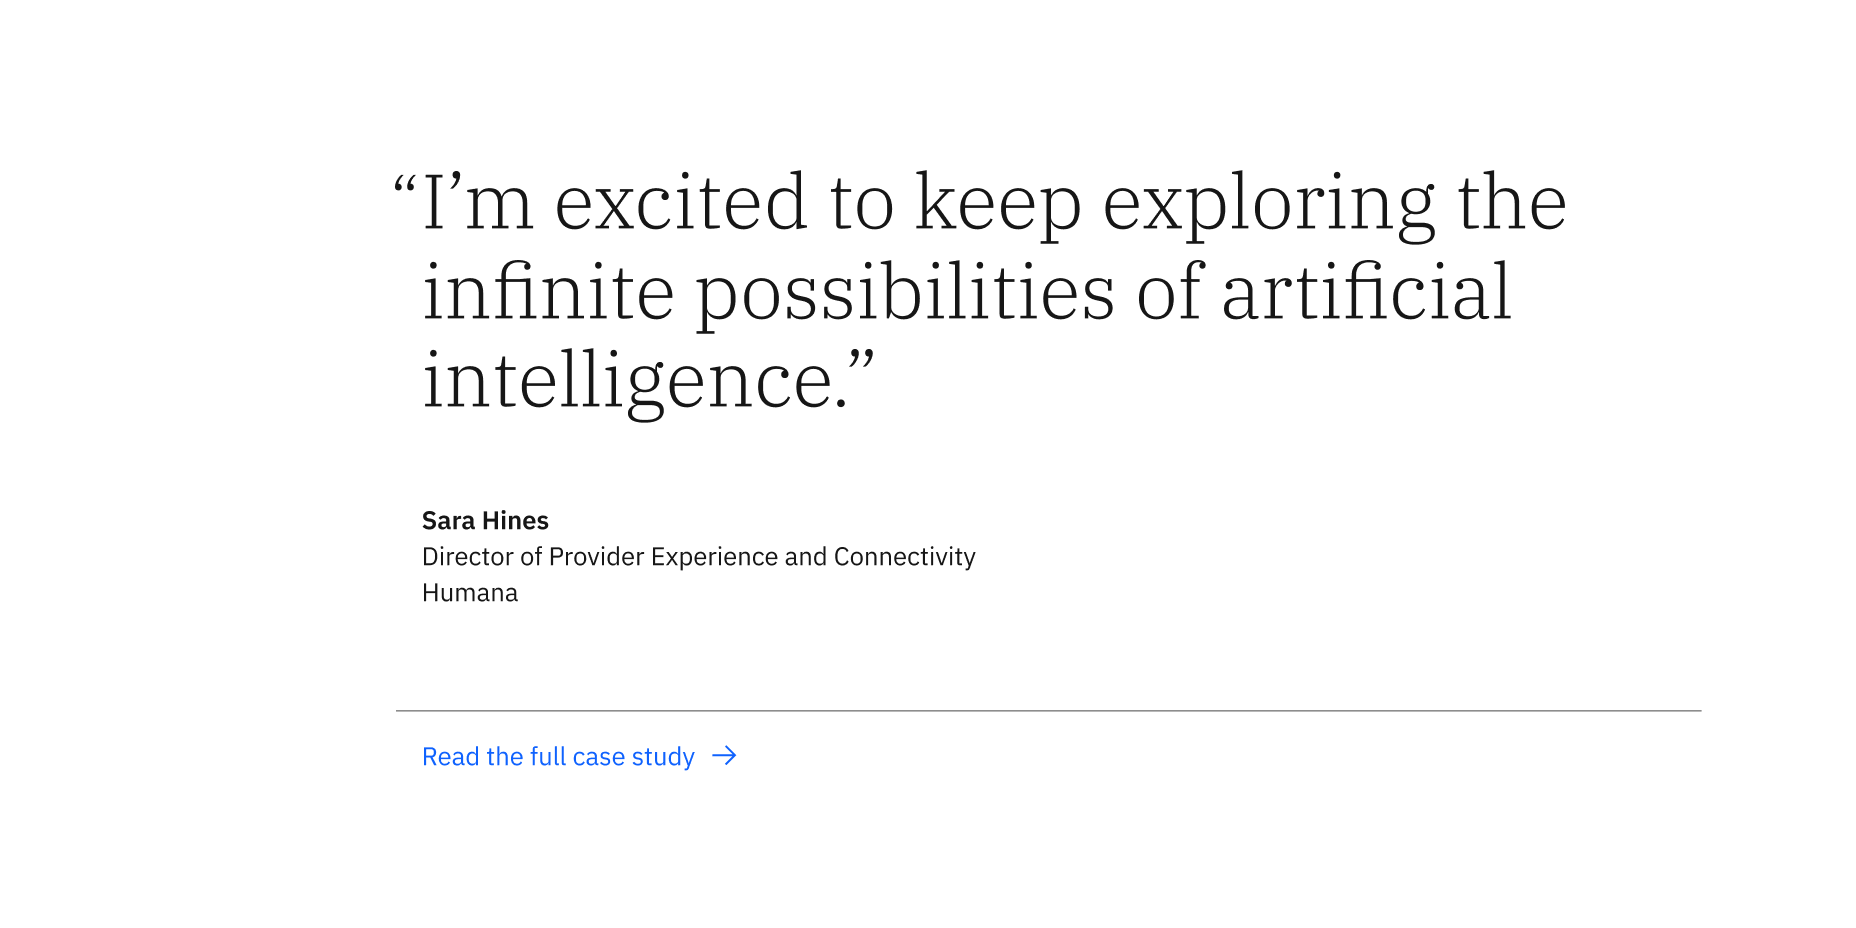 “I’m excited to keep exploring the
infinite possibilities of artificial
intelligence.”
Sara Hines
Director of Provider Experience and Connectivity
Humana
Read the full case study →